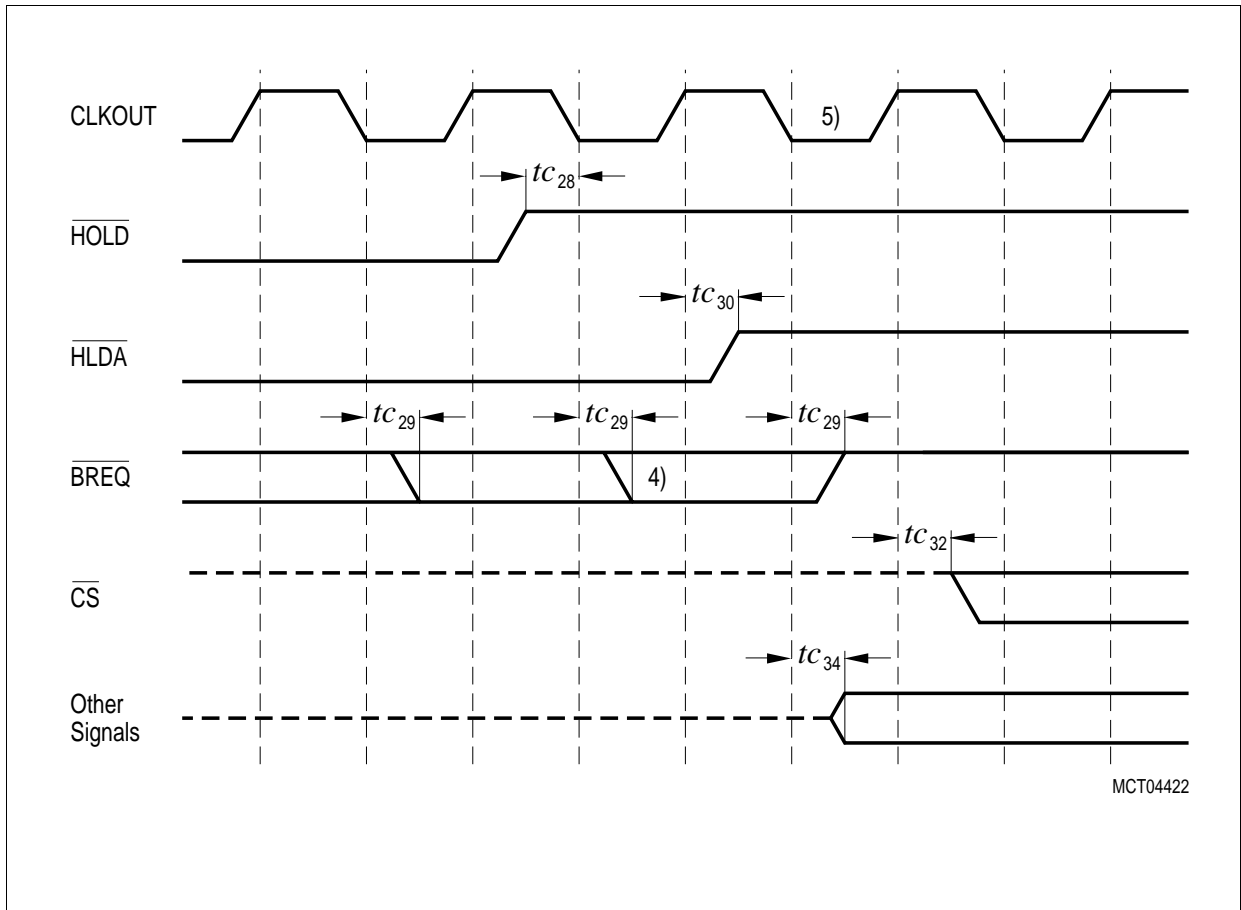 CLKOUT
5)
tc28
HOLD
tc30
HLDA
tc29 tc29 tc29
BREQ
4)
tc32
CS
tc34
Other
Signals
MCT04422